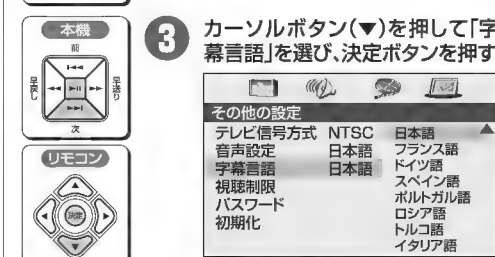 本機
前
早戻し
早送り
次
リモコン
決定
3 カーソルボタン(▼)を押して「字
幕言語」を選び、決定ボタンを押す
その他の設定
テレビ信号方式 NTSC
音声設定 日本語
字幕言語 日本語
視聴制限
パスワード
初期化
日本語
フランス語
ドイツ語
スペイン語
ポルトガル語
ロシア語
トルコ語
イタリア語